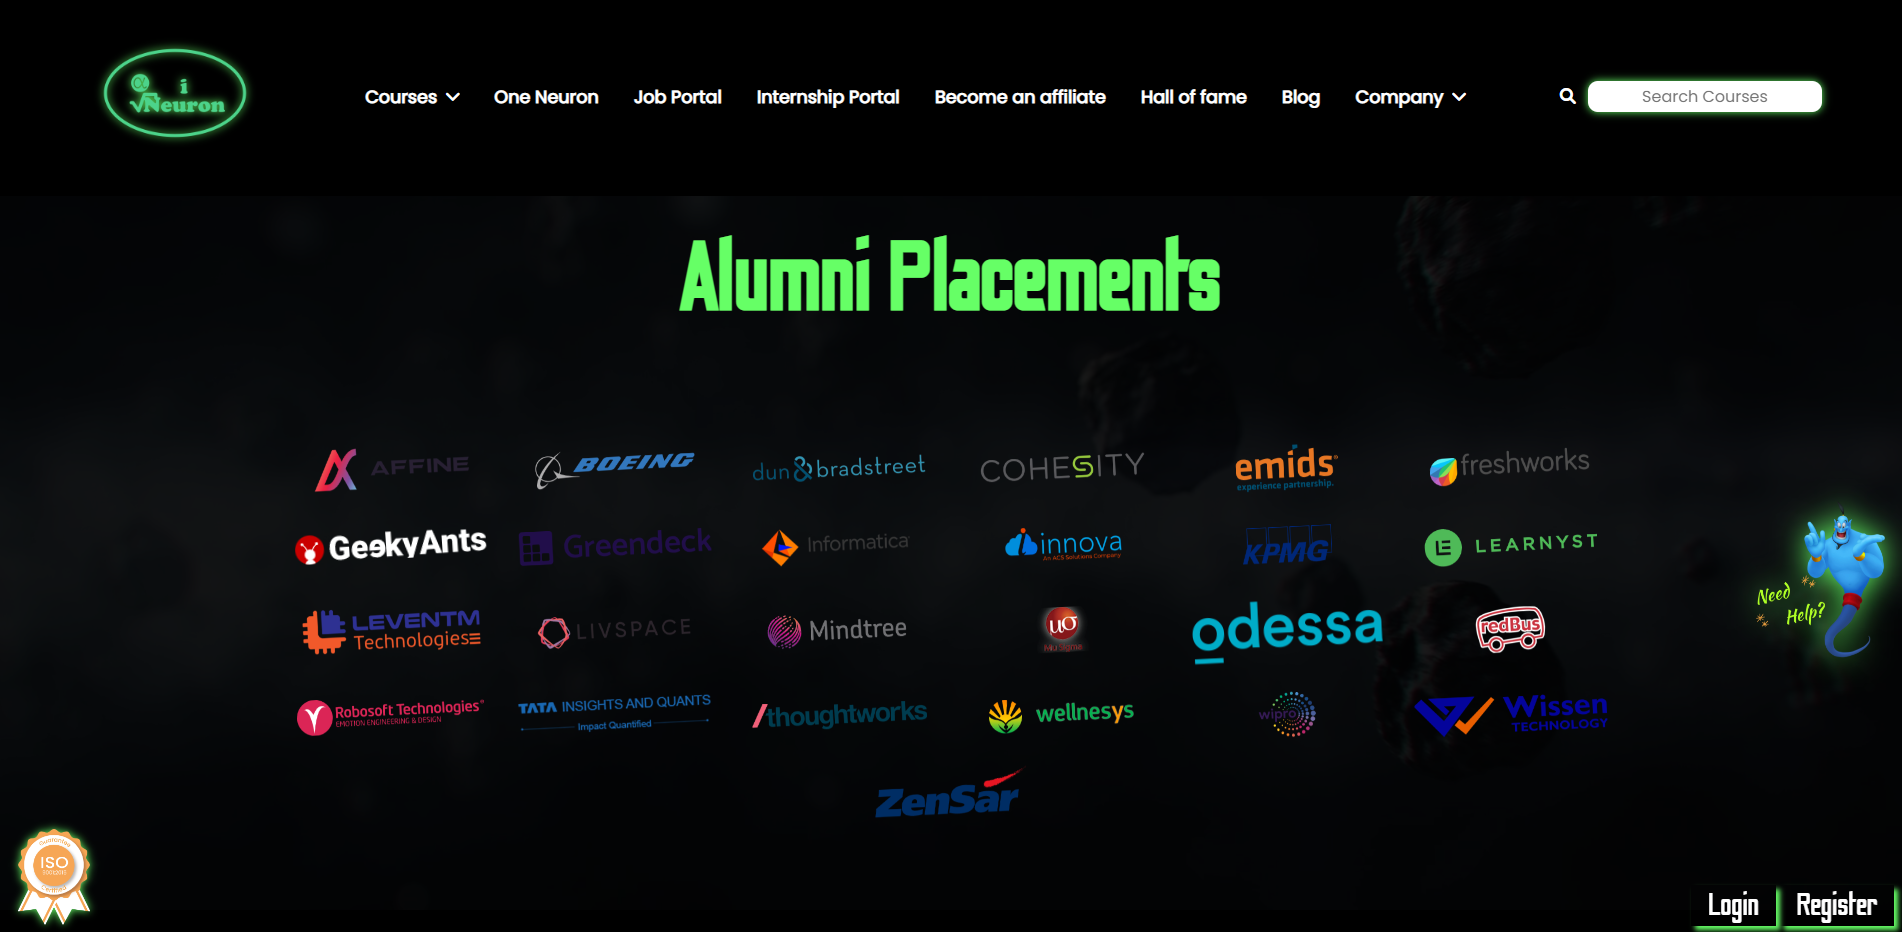 i
Neuron
Courses
One Neuron
Job Portal
Internship Portal
Become an affiliate
Hall of fame
Blog
Company
Search Courses
Alumni Placements
AFFINE
BOEING
dun & bradstreet
COHESITY
emids
experience partnership.
freshworks
GeekyAnts
Greendeck
Informatica
innova
An ACS Solutions Company
KPMG
LEARNYST
LEVENTM
Technologies
LIVSPACE
Mindtree
μσ
Mu Sigma
odessa
redBus
Need
Help?
Robosoft Technologies®
EMOTION ENGINEERING & DESIGN
TATA INSIGHTS AND QUANTS
Impact Quantified
/thoughtworks
wellnesys
wipro
Wissen
TECHNOLOGY
ZenSar
ISO
Login
Register